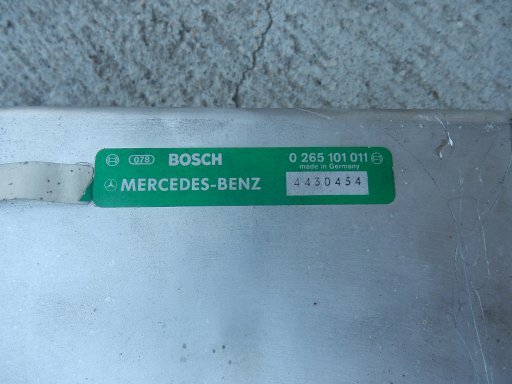 078 BOSCH 0 265 101 011
made in Germany
MERCEDES-BENZ 4430454